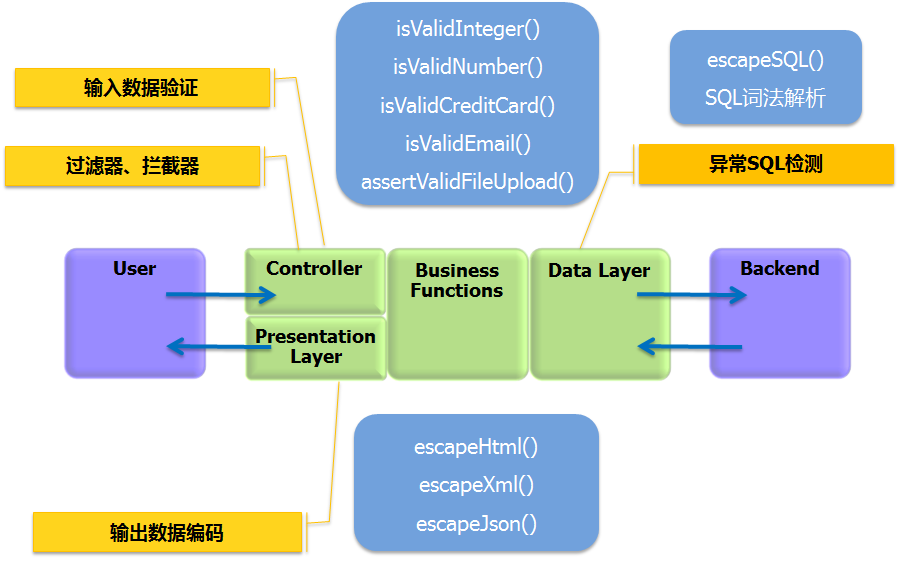 isValidInteger()
isValidNumber()
isValidCreditCard()
isValidEmail()
assertValidFileUpload()
escapeSQL()
SQL词法解析
输入数据验证
过滤器、拦截器
异常SQL检测
User
Controller
Presentation
Layer
Business
Functions
Data Layer
Backend
escapeHtml()
escapeXml()
escapeJson()
输出数据编码